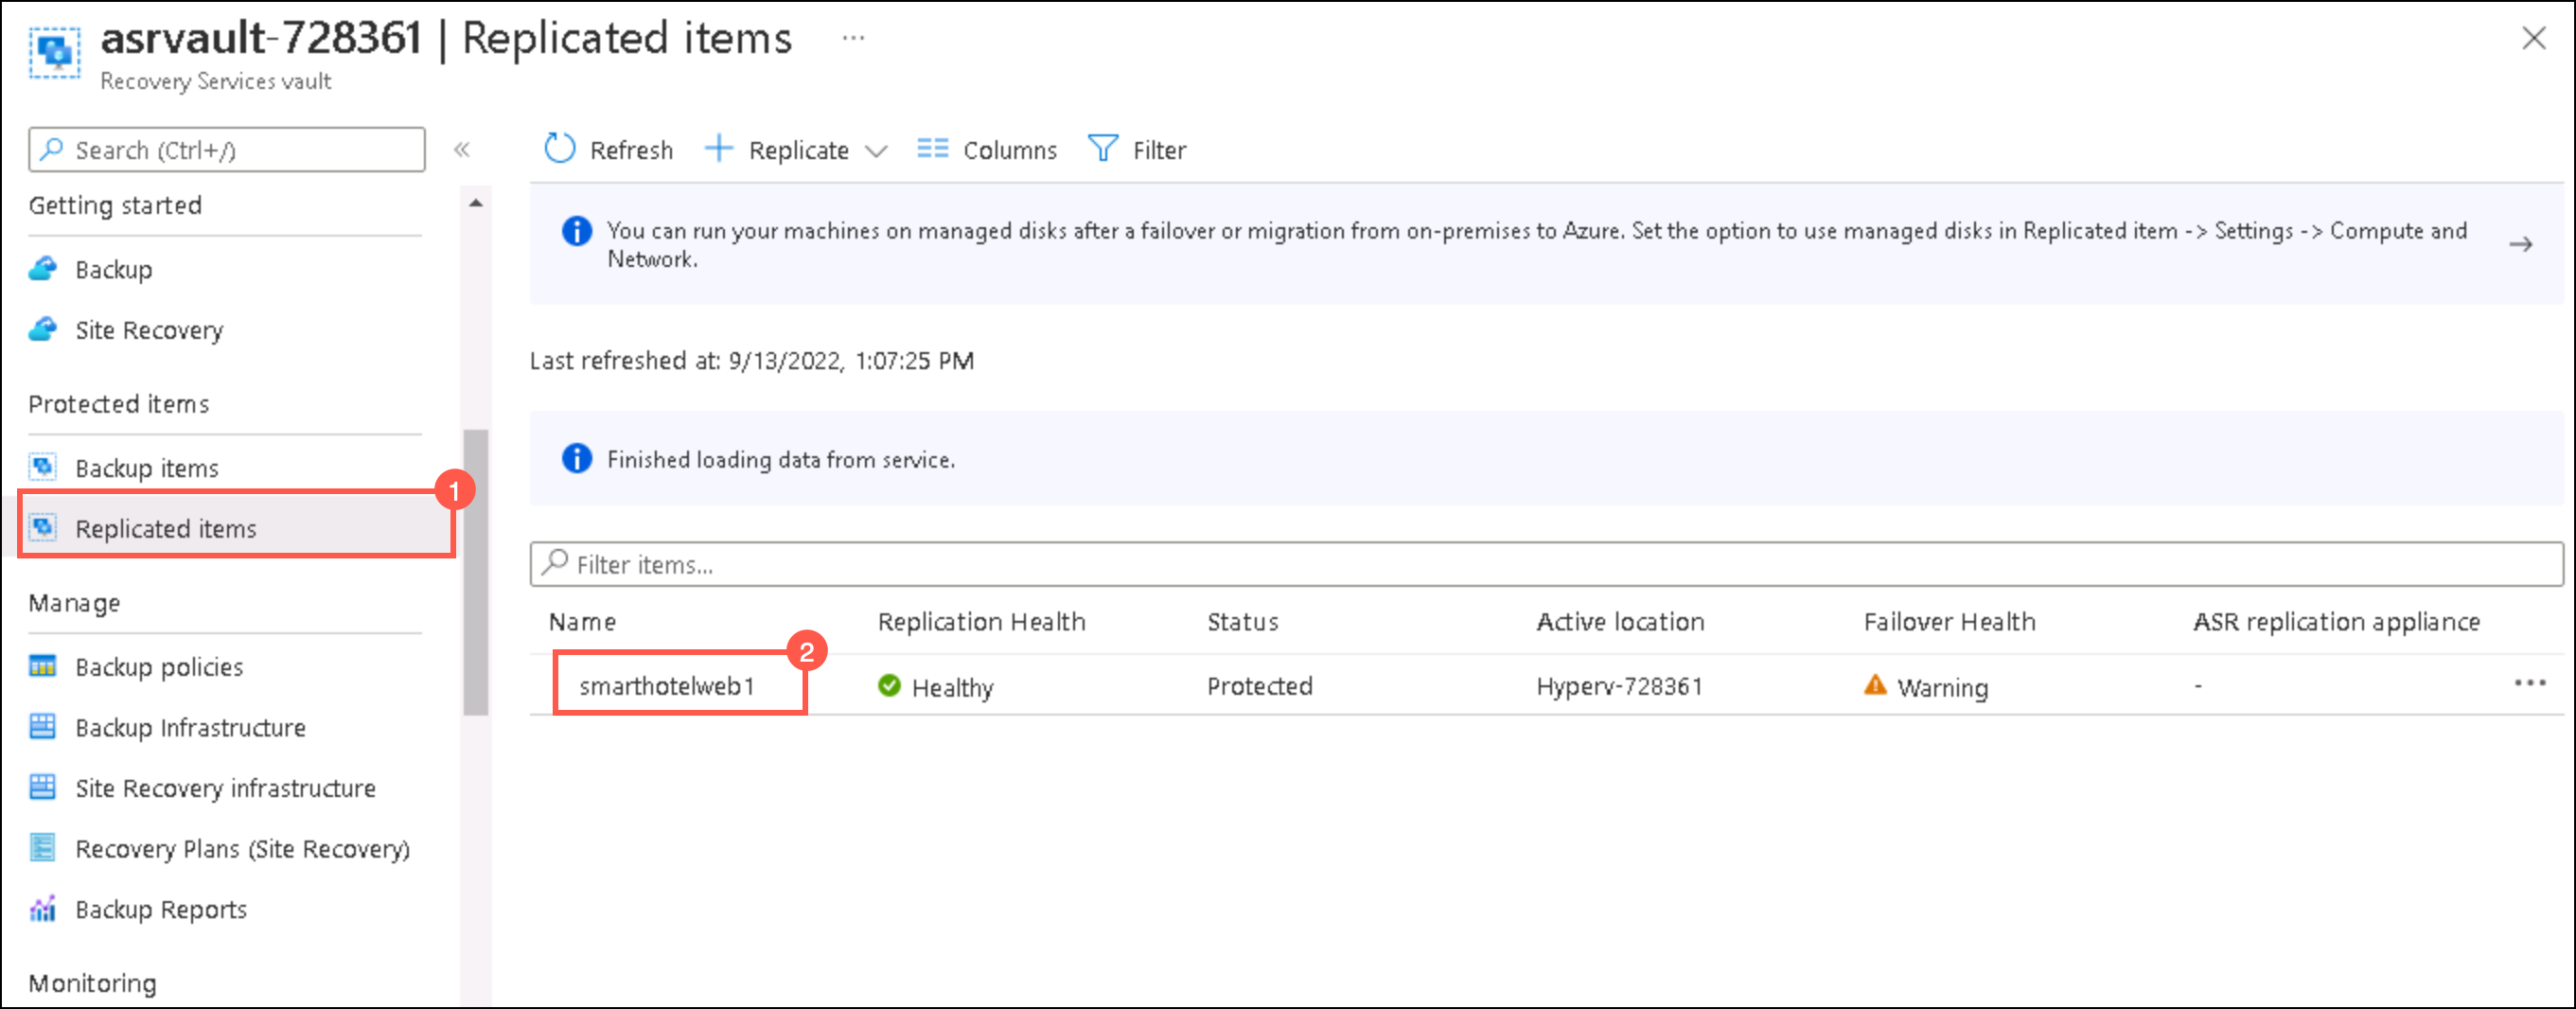 asrvault-728361 | Replicated items ...
Recovery Services vault
Search (Ctrl+/)
«
Refresh
Replicate
Columns
Filter
Getting started
Backup
Site Recovery
Protected items
Backup items
Replicated items
1
Manage
Backup policies
Backup Infrastructure
Site Recovery infrastructure
Recovery Plans (Site Recovery)
Backup Reports
Monitoring
You can run your machines on managed disks after a failover or migration from on-premises to Azure. Set the option to use managed disks in Replicated item -> Settings -> Compute and
Network.
Last refreshed at: 9/13/2022, 1:07:25 PM
Finished loading data from service.
Filter items...
Name Replication Health Status Active location Failover Health ASR replication appliance
2
smarthotelweb1 Healthy Protected Hyperv-728361 Warning - ...